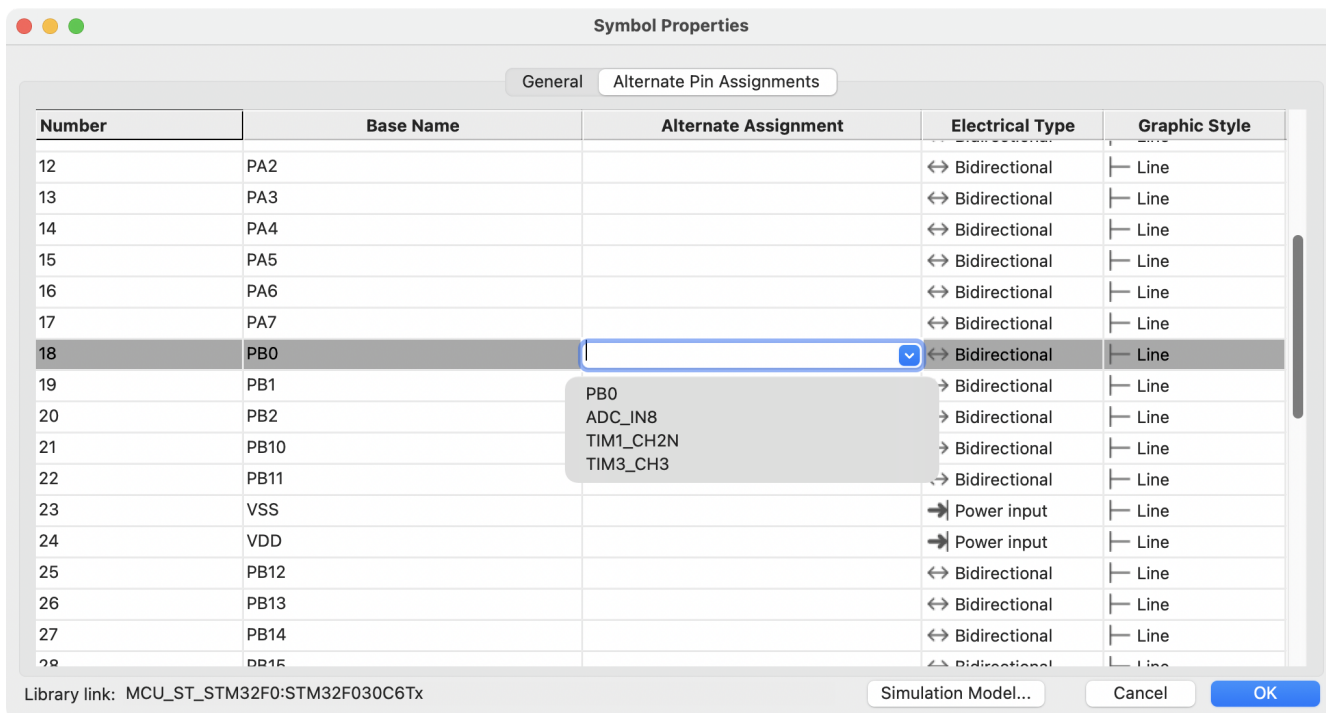 Symbol Properties
General Alternate Pin Assignments
Number Base Name Alternate Assignment Electrical Type Graphic Style
12 PA2 Bidirectional Line
13 PA3 Bidirectional Line
14 PA4 Bidirectional Line
15 PA5 Bidirectional Line
16 PA6 Bidirectional Line
17 PA7 Bidirectional Line
18 PB0 Bidirectional Line
19 PB1 Bidirectional Line
20 PB2 Bidirectional Line
21 PB10 Bidirectional Line
22 PB11 Bidirectional Line
PB0
ADC_IN8
TIM1_CH2N
TIM3_CH3
23 VSS Power input Line
24 VDD Power input Line
25 PB12 Bidirectional Line
26 PB13 Bidirectional Line
27 PB14 Bidirectional Line
28 PB15 Bidirectional Line
Library link: MCU_ST_STM32F0:STM32F030C6Tx Simulation Model... Cancel OK